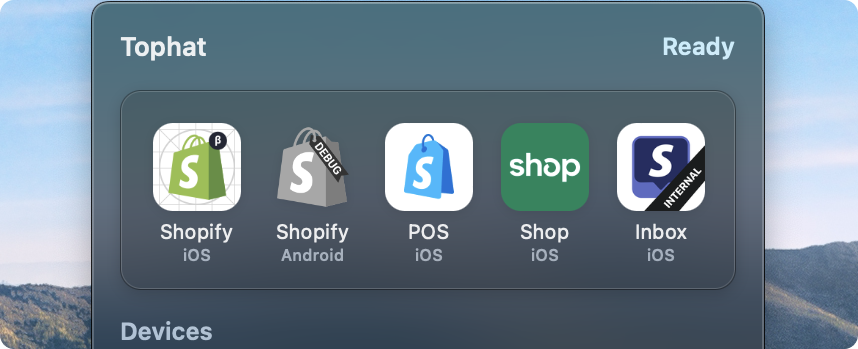 Tophat
Ready
β
DEBUG
shop
INTERNAL
Shopify
Shopify
POS
Shop
Inbox
iOS
Android
iOS
iOS
iOS
Devices